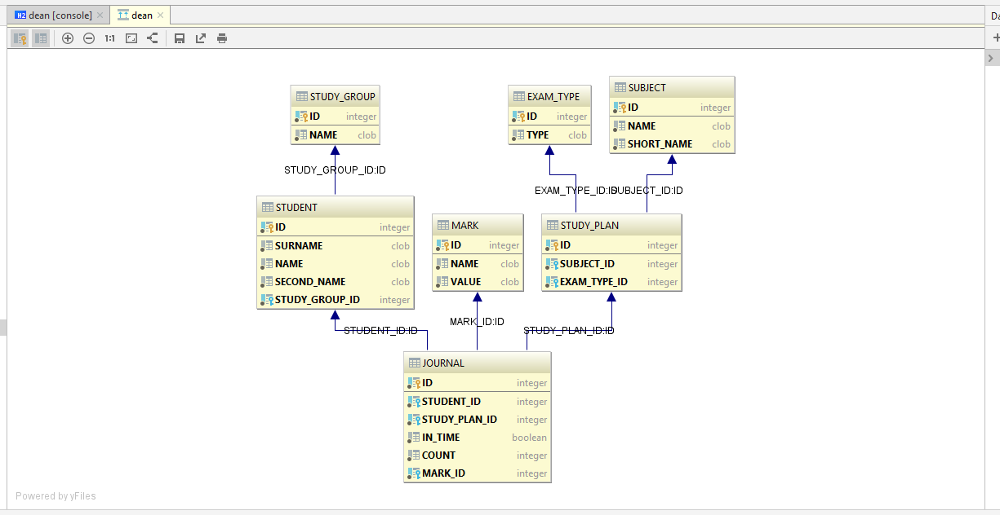 H2 dean [console] dean
Da
1:1
STUDY_GROUP
ID integer
NAME clob
EXAM_TYPE
ID integer
TYPE clob
SUBJECT
ID integer
NAME clob
SHORT_NAME clob
STUDY_GROUP_ID:ID
EXAM_TYPE_ID:ID
SUBJECT_ID:ID
STUDENT
ID integer
SURNAME clob
NAME clob
SECOND_NAME clob
STUDY_GROUP_ID integer
MARK
ID integer
NAME clob
VALUE clob
STUDY_PLAN
ID integer
SUBJECT_ID integer
EXAM_TYPE_ID integer
STUDENT_ID:ID
MARK_ID:ID
STUDY_PLAN_ID:ID
JOURNAL
ID integer
STUDENT_ID integer
STUDY_PLAN_ID integer
IN_TIME boolean
COUNT integer
MARK_ID integer
Powered by yFiles